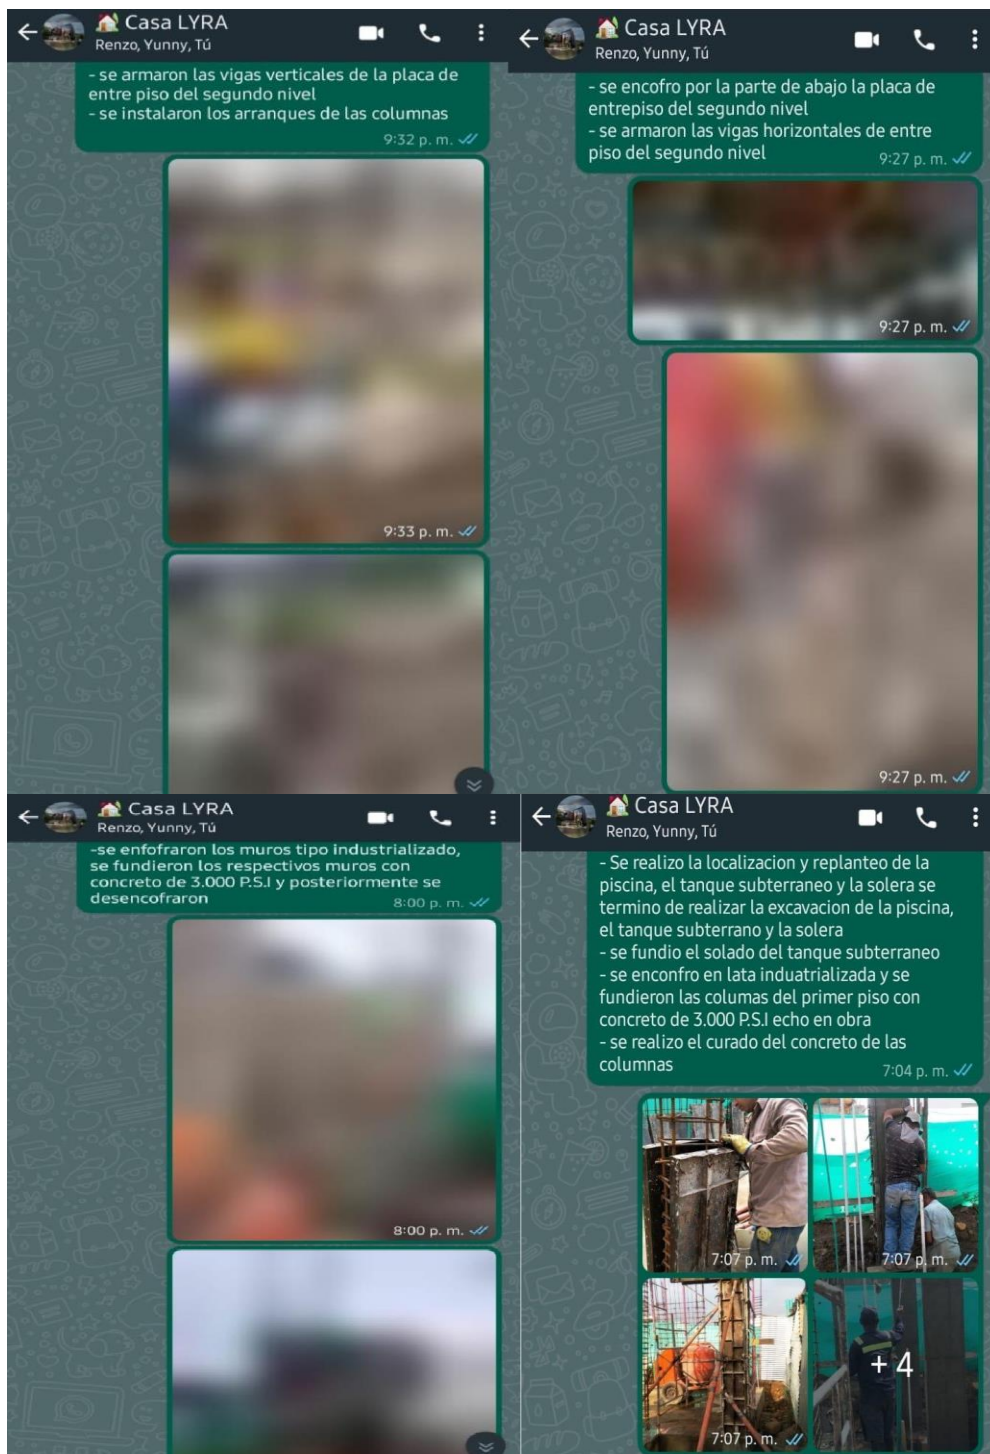 Casa LYRA
Renzo, Yunny, Tú
- se armaron las vigas verticales de la placa de
entre piso del segundo nivel
- se instalaron los arranques de las columnas
9:32 p. m.
9:33 p. m.
Casa LYRA
Renzo, Yunny, Tú
- se encofro por la parte de abajo la placa de
entrepiso del segundo nivel
- se armaron las vigas horizontales de entre
piso del segundo nivel
9:27 p. m.
9:27 p. m.
9:27 p. m.
Casa LYRA
Renzo, Yunny, Tú
-se enfofraron los muros tipo industrializado,
se fundieron los respectivos muros con
concreto de 3.000 P.S.I y posteriormente se
desencofraron
8:00 p. m.
8:00 p. m.
Casa LYRA
Renzo, Yunny, Tú
- Se realizo la localizacion y replanteo de la
piscina, el tanque subterraneo y la solera se
termino de realizar la excavacion de la piscina,
el tanque subterrano y la solera
- se fundio el solado del tanque subterraneo
- se enconfro en lata induatrializada y se
fundieron las columas del primer piso con
concreto de 3.000 P.S.I echo en obra
- se realizo el curado del concreto de las
columnas
7:04 p. m.
7:07 p. m.
7:07 p. m.
7:07 p. m.
+ 4
7:07 p. m.